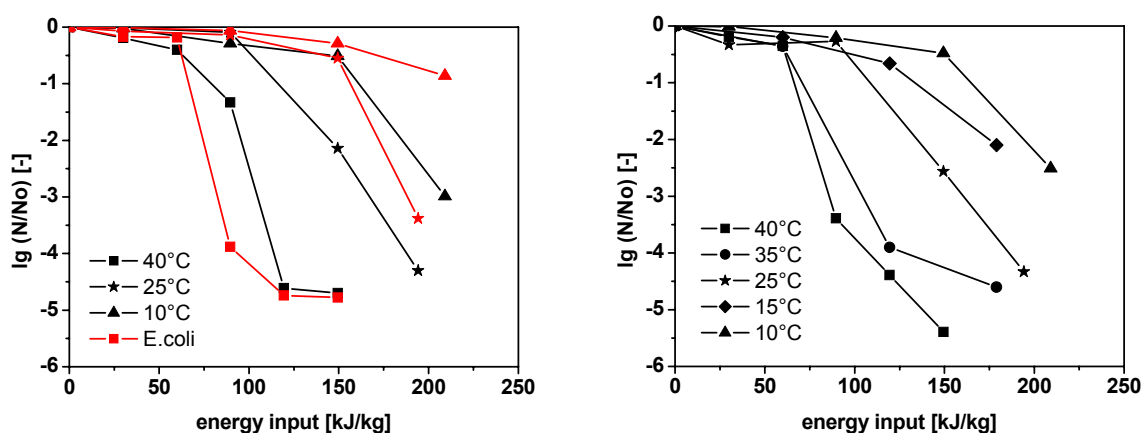 0
-1
-2
-3
-4
-5
-6
lg (N/No) [-]
40°C
25°C
10°C
E.coli
0 50 100 150 200 250
energy input [kJ/kg]
0
-1
-2
-3
-4
-5
-6
lg (N/No) [-]
40°C
35°C
25°C
15°C
10°C
0 50 100 150 200 250
energy input [kJ/kg]